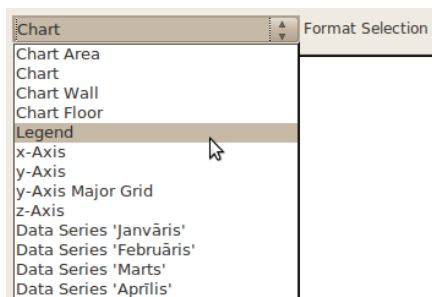 Chart Format Selection
Chart Area
Chart
Chart Wall
Chart Floor
Legend
x-Axis
y-Axis
y-Axis Major Grid
z-Axis
Data Series 'Janvāris'
Data Series 'Februāris'
Data Series 'Marts'
Data Series 'Aprīlis'